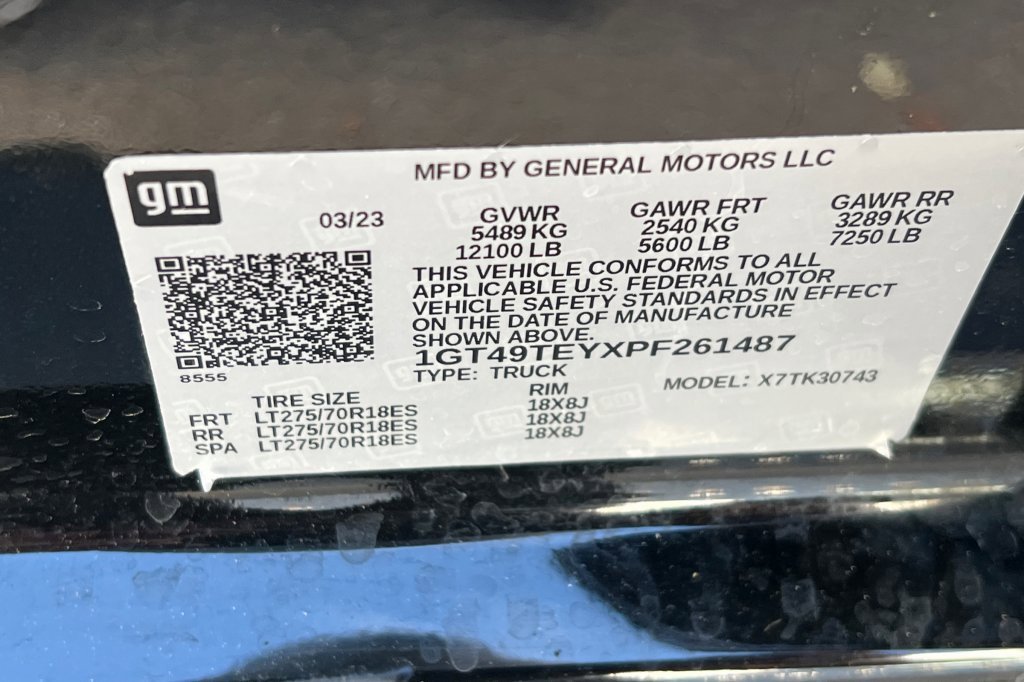 gm
MFD BY GENERAL MOTORS LLC
03/23
GVWR
5489 KG
12100 LB
GAWR FRT
2540 KG
5600 LB
GAWR RR
3289 KG
7250 LB
THIS VEHICLE CONFORMS TO ALL
APPLICABLE U.S. FEDERAL MOTOR
VEHICLE SAFETY STANDARDS IN EFFECT
ON THE DATE OF MANUFACTURE
SHOWN ABOVE.
1GT49TEYXPF261487
TYPE: TRUCK
MODEL: X7TK30743
8555
TIRE SIZE RIM
FRT LT275/70R18ES 18X8J
RR LT275/70R18ES 18X8J
SPA LT275/70R18ES 18X8J